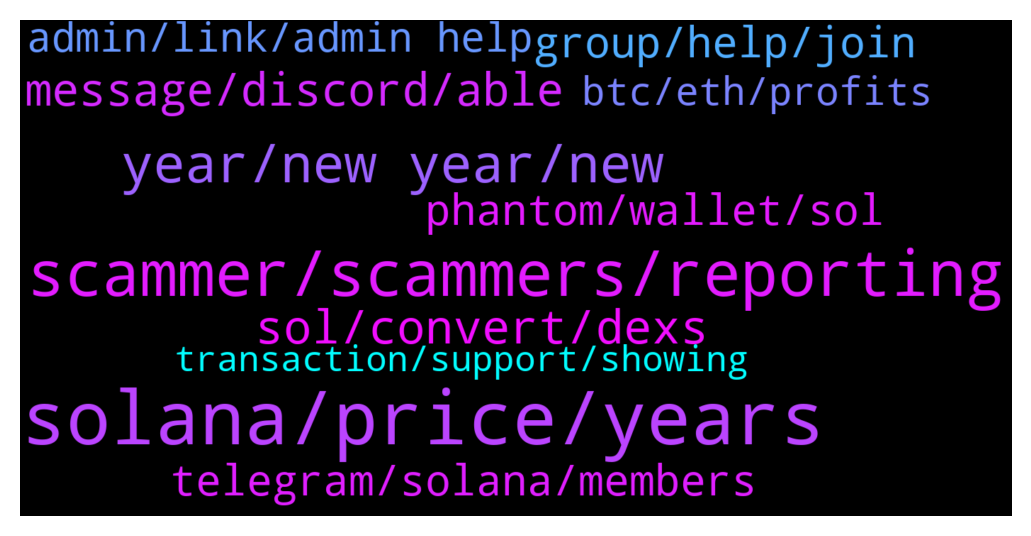 admin/link/admin help
group/help/join
message/discord/able
btc/eth/profits
year/new year/new
phantom/wallet/sol
scammer/scammers/reporting
sol/convert/dexs
transaction/support/showing
solana/price/years
telegram/solana/members